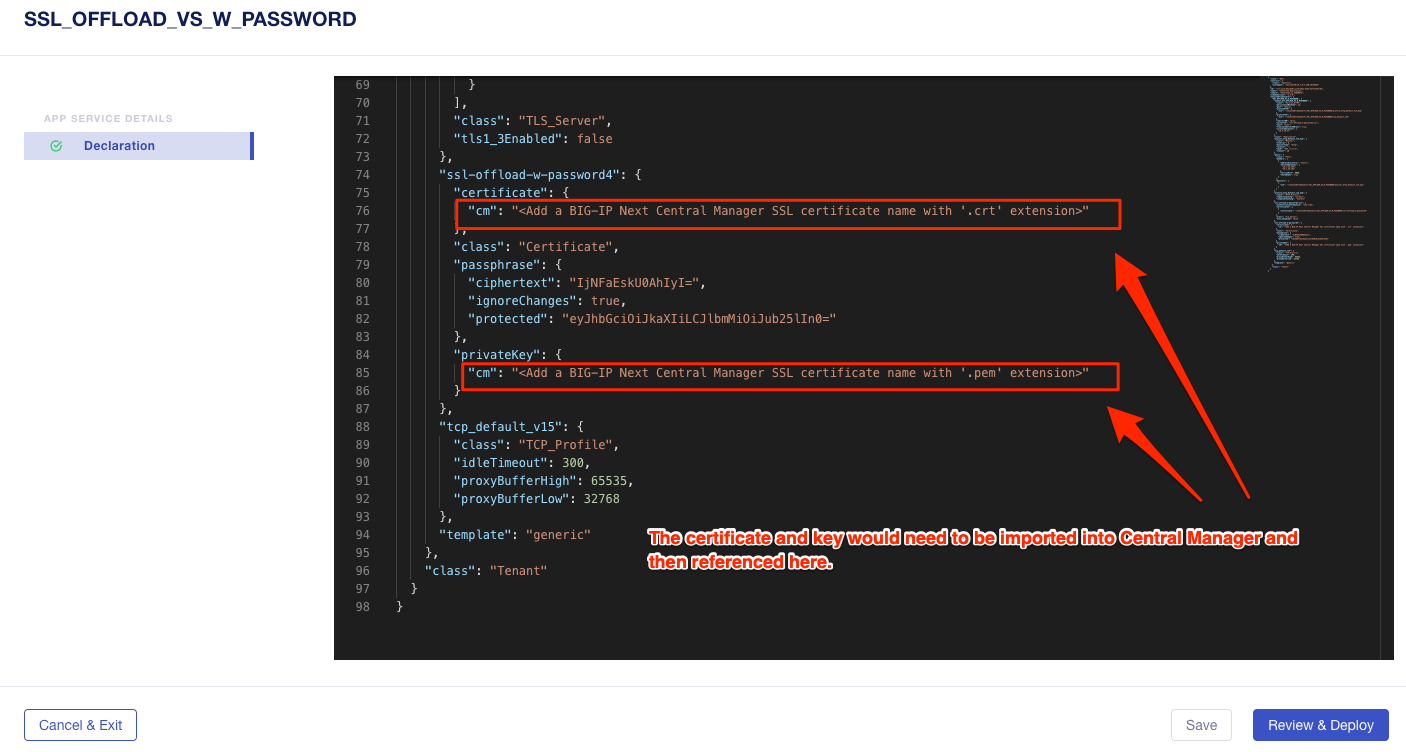 SSL_OFFLOAD_VS_W_PASSWORD
APP SERVICE DETAILS
Declaration
69 }
70 ],
71 "class": "TLS_Server",
72 "tls1_3Enabled": false
73 },
74 "ssl-offload-w-password4": {
75 "certificate": {
76 "cm": "<Add a BIG-IP Next Central Manager SSL certificate name with '.crt' extension>"
77 },
78 "class": "Certificate",
79 "passphrase": {
80 "ciphertext": "IjNFaEskU0AhIyI=",
81 "ignoreChanges": true,
82 "protected": "eyJhbGciOiJkaXIiLCJlbmMiOiJub25lIn0="
83 },
84 "privateKey": {
85 "cm": "<Add a BIG-IP Next Central Manager SSL certificate name with '.pem' extension>"
86 }
87 },
88 "tcp_default_v15": {
89 "class": "TCP_Profile",
90 "idleTimeout": 300,
91 "proxyBufferHigh": 65535,
92 "proxyBufferLow": 32768
93 },
94 "template": "generic"
95 },
96 "class": "Tenant"
97 }
98 }
The certificate and key would need to be imported into Central Manager and
then referenced here.
Cancel & Exit
Save
Review & Deploy